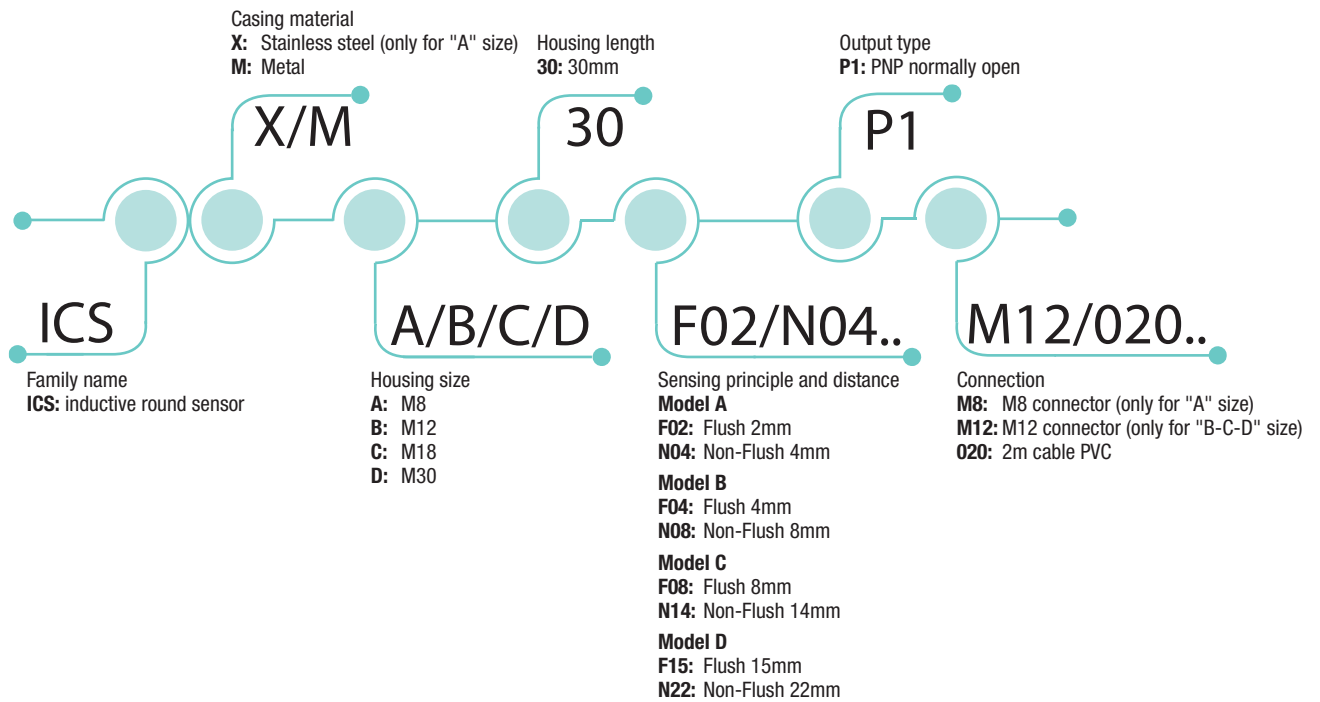 Casing material
X: Stainless steel (only for "A" size)
M: Metal
Housing length
30: 30mm
Output type
P1: PNP normally open
X/M
30
P1
ICS
A/B/C/D
F02/N04..
M12/020..
Family name
ICS: inductive round sensor
Housing size
A: M8
B: M12
C: M18
D: M30
Sensing principle and distance
Model A
F02: Flush 2mm
N04: Non-Flush 4mm
Model B
F04: Flush 4mm
N08: Non-Flush 8mm
Model C
F08: Flush 8mm
N14: Non-Flush 14mm
Model D
F15: Flush 15mm
N22: Non-Flush 22mm
Connection
M8: M8 connector (only for "A" size)
M12: M12 connector (only for "B-C-D" size)
020: 2m cable PVC